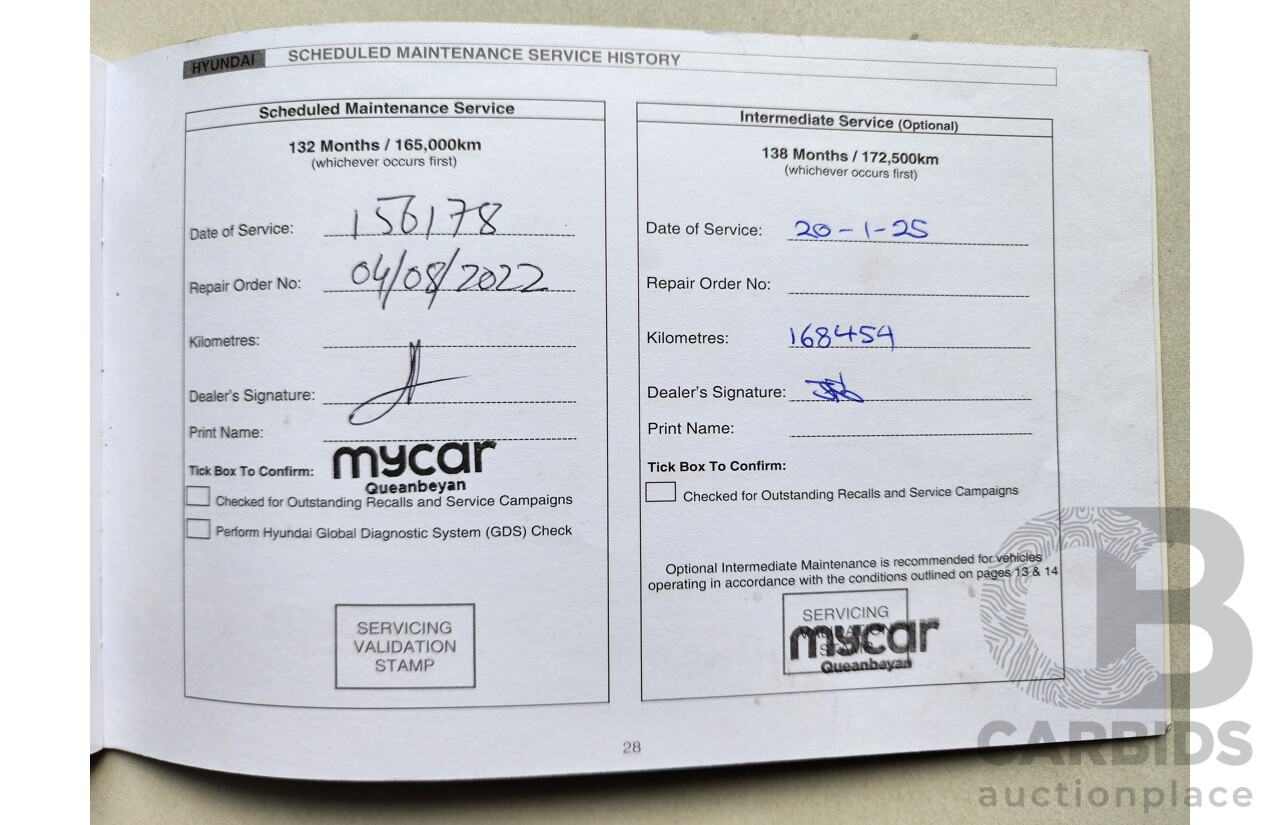 HYUNDAI SCHEDULED MAINTENANCE SERVICE HISTORY
Scheduled Maintenance Service
132 Months / 165,000km
(whichever occurs first)
Date of Service: 156178
Repair Order No: 04/08/2022
Kilometres:
Dealer's Signature:
Print Name:
mycar
Queanbeyan
Tick Box To Confirm:
Checked for Outstanding Recalls and Service Campaigns
Perform Hyundai Global Diagnostic System (GDS) Check
SERVICING
VALIDATION
STAMP
Intermediate Service (Optional)
138 Months / 172,500km
(whichever occurs first)
Date of Service: 20-1-25
Repair Order No:
Kilometres: 168454
Dealer's Signature:
Print Name:
Tick Box To Confirm:
Checked for Outstanding Recalls and Service Campaigns
Optional Intermediate Maintenance is recommended for vehicles
operating in accordance with the conditions outlined on pages 13 & 14
SERVICING
mycar
Queanbeyan
28
CB
CARBIDS
auctionplace